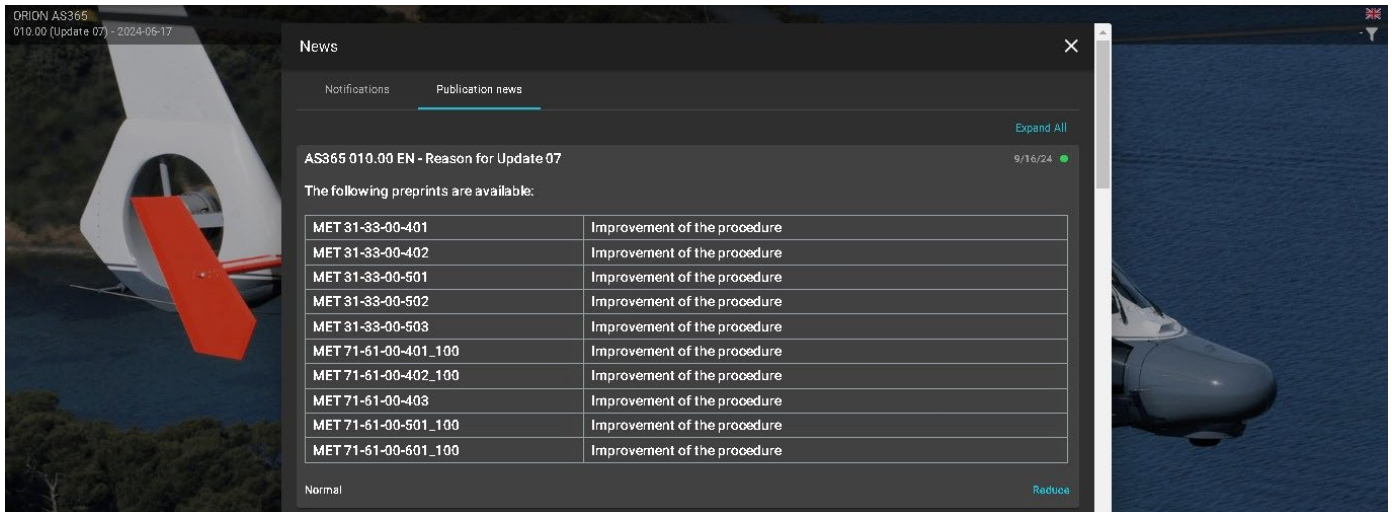 ORION AS365
010.00 (Update 07) - 2024-06-17
News
Notifications Publication news
Expand All
AS365 010.00 EN - Reason for Update 07 9/16/24
The following preprints are available:
MET 31-33-00-401 Improvement of the procedure
MET 31-33-00-402 Improvement of the procedure
MET 31-33-00-501 Improvement of the procedure
MET 31-33-00-502 Improvement of the procedure
MET 31-33-00-503 Improvement of the procedure
MET 71-61-00-401_100 Improvement of the procedure
MET 71-61-00-402_100 Improvement of the procedure
MET 71-61-00-403 Improvement of the procedure
MET 71-61-00-501_100 Improvement of the procedure
MET 71-61-00-601_100 Improvement of the procedure
Normal Reduce